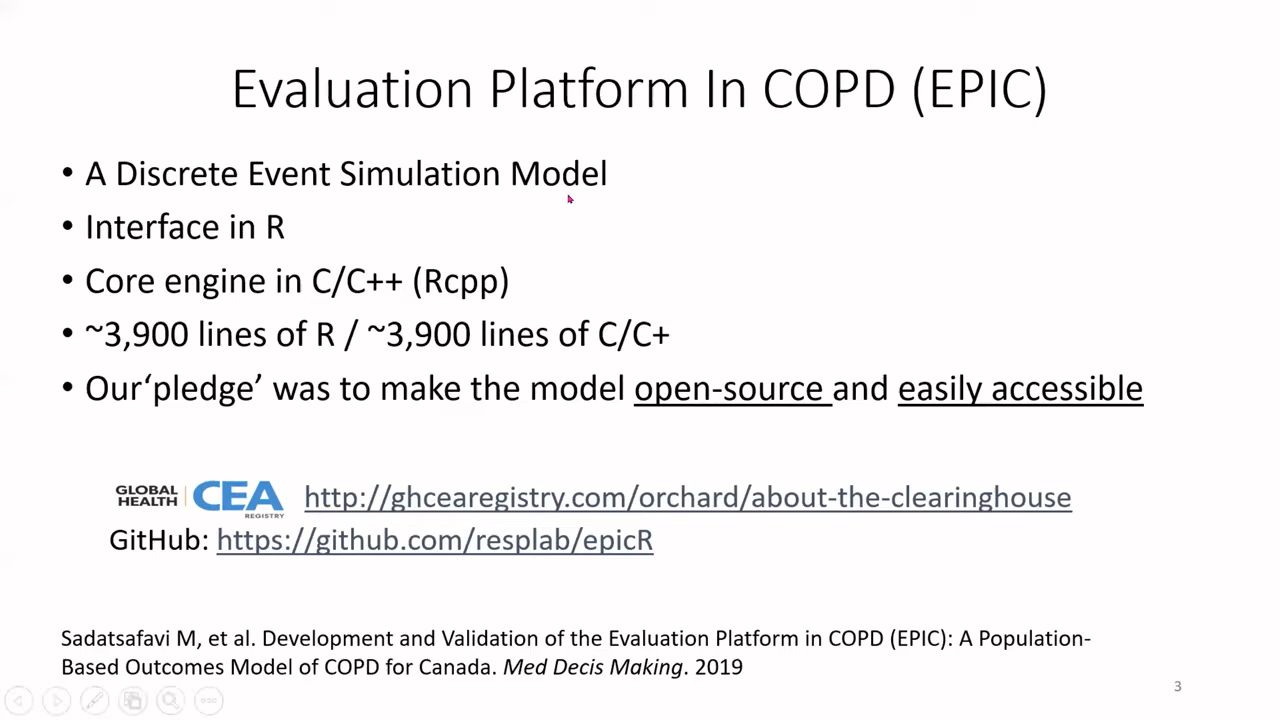 Evaluation Platform In COPD (EPIC)
• A Discrete Event Simulation Model
• Interface in R
• Core engine in C/C++ (Rcpp)
• ~3,900 lines of R / ~3,900 lines of C/C+
• Our‘pledge’ was to make the model open-source and easily accessible
GLOBAL HEALTH CEA REGISTRY http://ghcearegistry.com/orchard/about-the-clearinghouse
GitHub: https://github.com/resplab/epicR
Sadatsafavi M, et al. Development and Validation of the Evaluation Platform in COPD (EPIC): A Population-
Based Outcomes Model of COPD for Canada. Med Decis Making. 2019
3